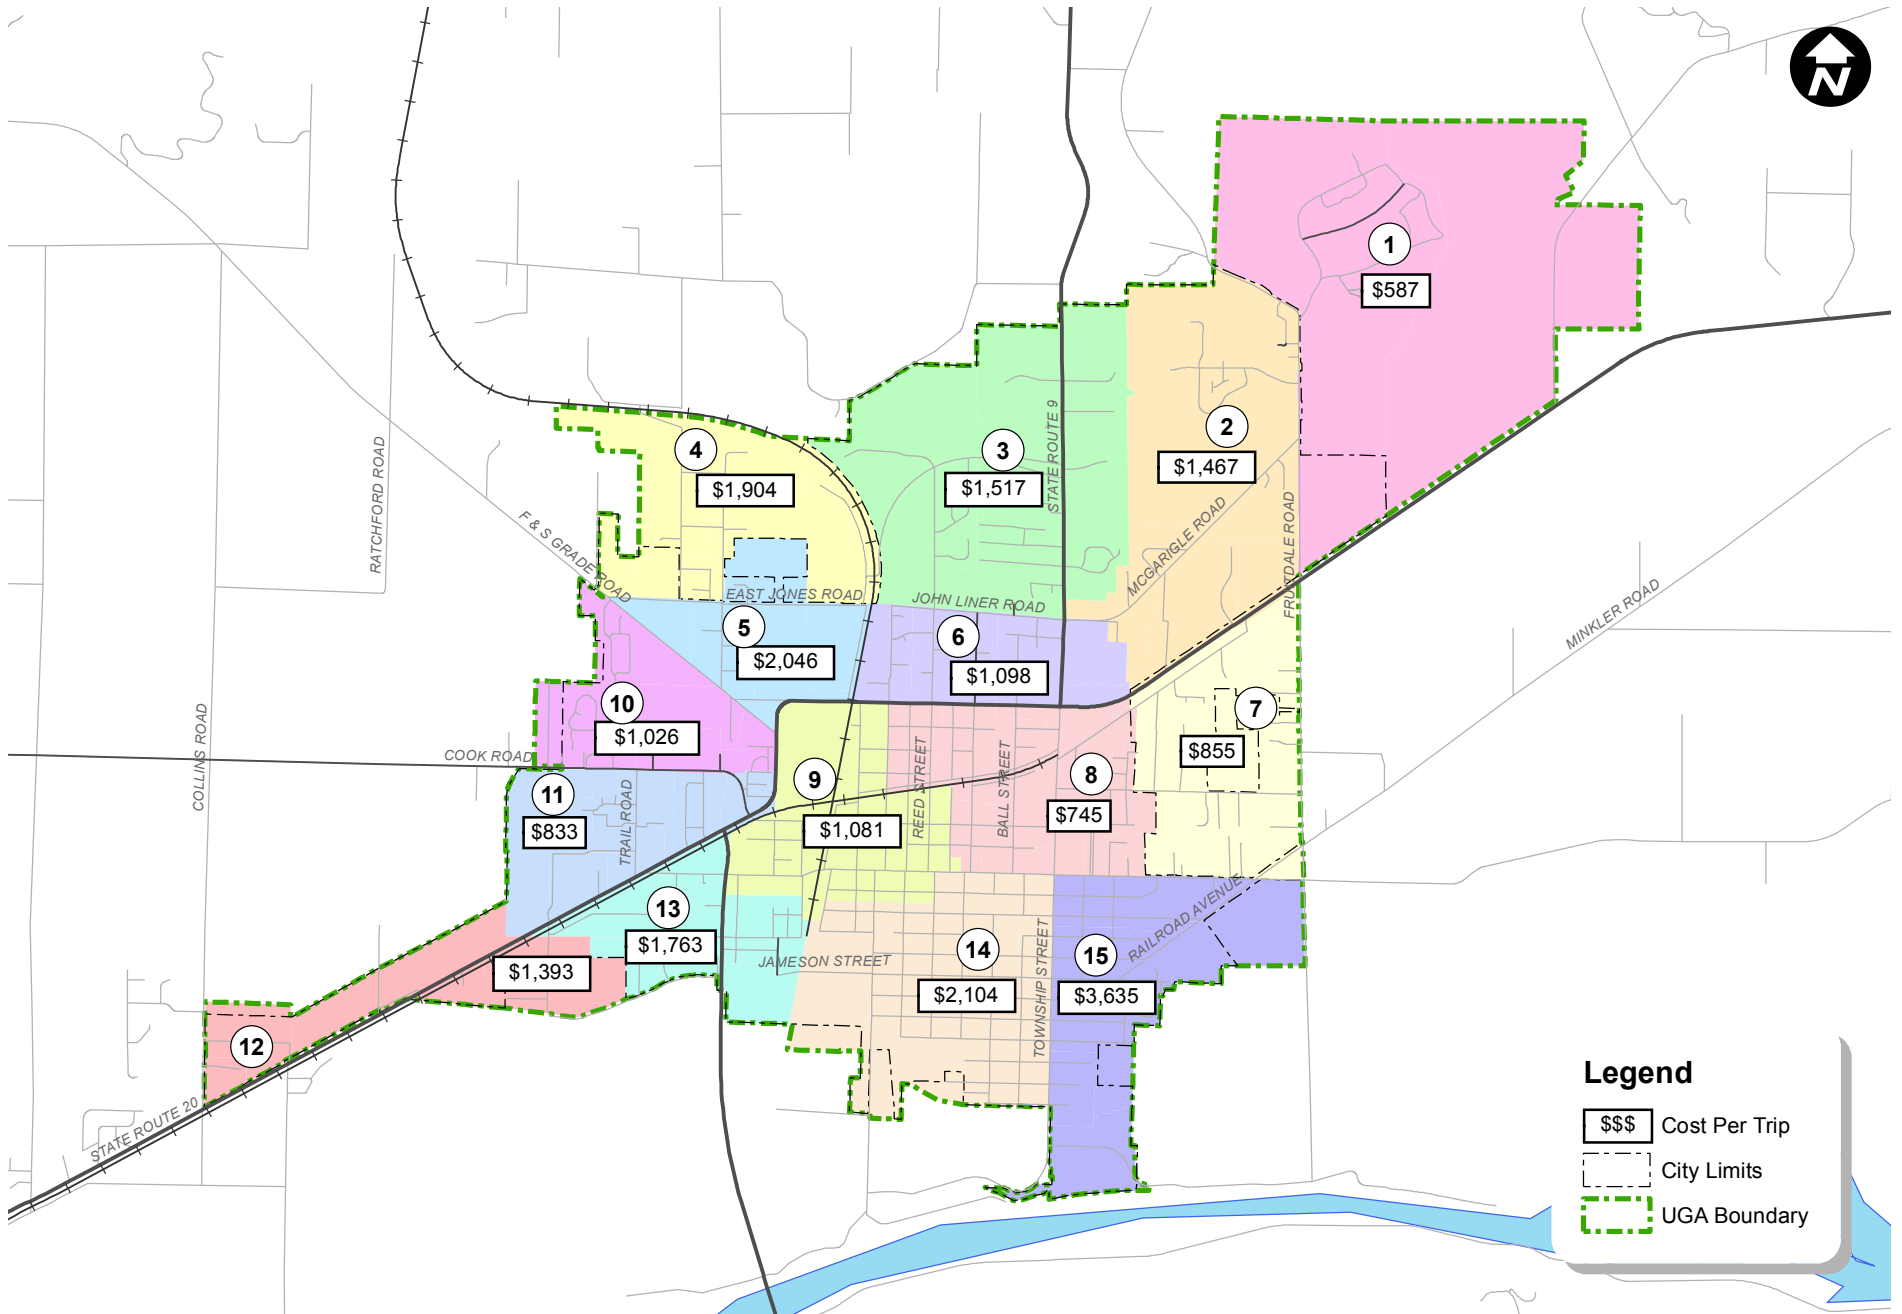 N
1
$587
2
$1,467
3
$1,517
4
$1,904
STATE ROUTE 9
RATCHFORD ROAD
F & S GRADE ROAD
MCGARIGLE ROAD
FRUITDALE ROAD
EAST JONES ROAD
JOHN LINER ROAD
MINKLER ROAD
5
$2,046
6
$1,098
7
$855
10
$1,026
COLLINS ROAD
COOK ROAD
TRAIL ROAD
11
$833
9
$1,081
REED STREET
BALL STREET
8
$745
13
$1,763
$1,393
12
JAMESON STREET
14
$2,104
TOWNSHIP STREET
15
$3,635
RAILROAD AVENUE
STATE ROUTE 20
Legend
$$$ Cost Per Trip
City Limits
UGA Boundary